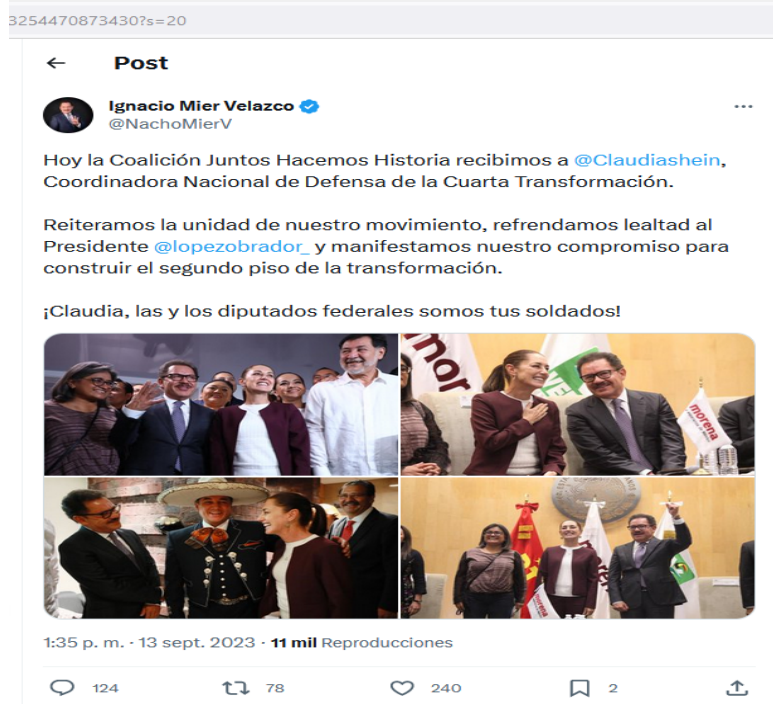 3254470873430?s=20
Post
Ignacio Mier Velazco
@NachoMierV
Hoy la Coalición Juntos Hacemos Historia recibimos a @Claudiashein,
Coordinadora Nacional de Defensa de la Cuarta Transformación.
Reiteramos la unidad de nuestro movimiento, refrendamos lealtad al
Presidente @lopezobrador_ y manifestamos nuestro compromiso para
construir el segundo piso de la transformación.
¡Claudia, las y los diputados federales somos tus soldados!
mor
VE
morena
morena
1:35 p. m. · 13 sept. 2023 · 11 mil Reproducciones
124 78 240 2